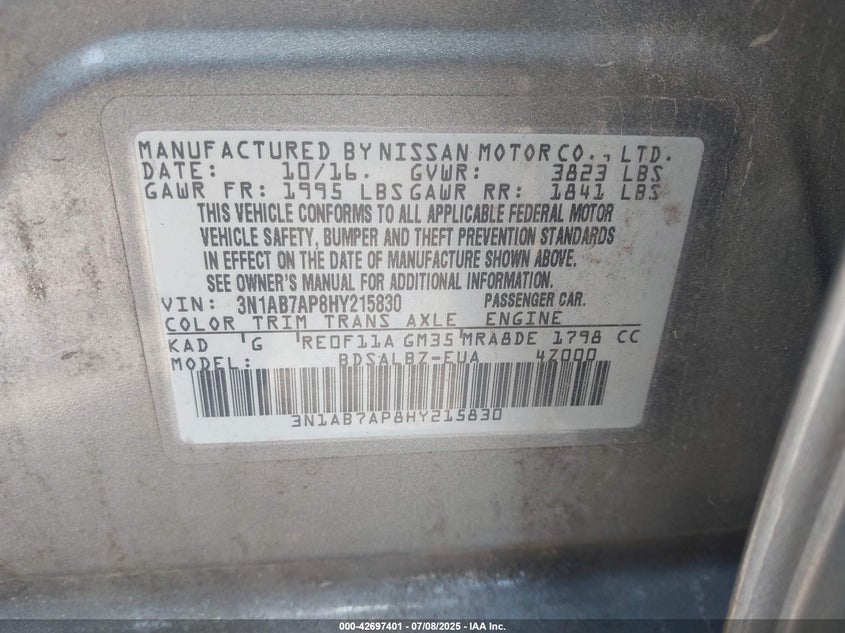 MANUFACTURED BY NISSAN MOTOR CO., LTD.
DATE: 10/16. GVWR: 3823 LBS
GAWR FR: 1995 LBS GAWR RR: 1841 LBS
THIS VEHICLE CONFORMS TO ALL APPLICABLE FEDERAL MOTOR
VEHICLE SAFETY, BUMPER AND THEFT PREVENTION STANDARDS
IN EFFECT ON THE DATE OF MANUFACTURE SHOWN ABOVE.
SEE OWNER'S MANUAL FOR ADDITIONAL INFORMATION.
VIN: 3N1AB7AP8HY215830 PASSENGER CAR.
COLOR TRIM TRANS AXLE ENGINE
KAD G RE0F11A GM35 MRA8DE 1798 CC
MODEL: BDSALBZ-EUA 4Z000
3N1AB7AP8HY215830
000-42697401 - 07/08/2025 - IAA Inc.